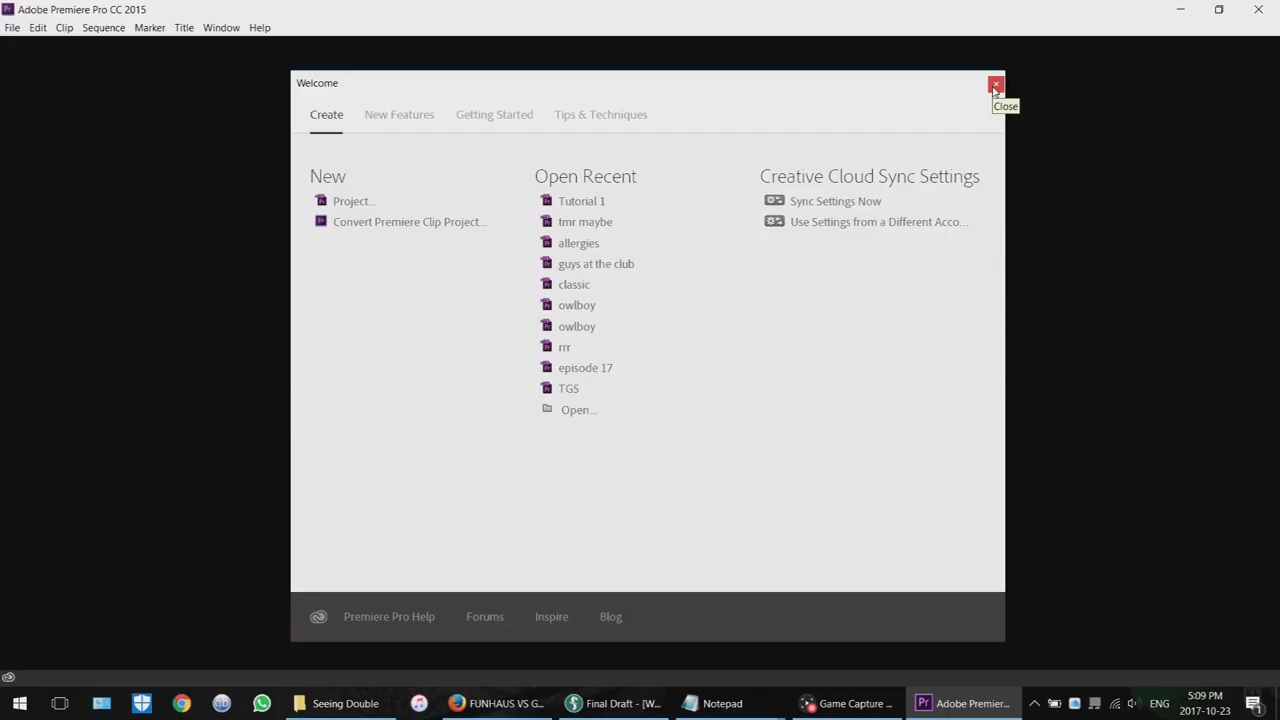 Adobe Premiere Pro CC 2015
File Edit Clip Sequence Marker Title Window Help
Welcome
Close
Create New Features Getting Started Tips & Techniques
New
Project...
Convert Premiere Clip Project...
Open Recent
Tutorial 1
tmr maybe
allergies
guys at the club
classic
owlboy
owlboy
rrr
episode 17
TGS
Open...
Creative Cloud Sync Settings
Sync Settings Now
Use Settings from a Different Acco...
Premiere Pro Help Forums Inspire Blog
Seeing Double
FUNHAUS VS G...
Final Draft - [W...
Notepad
Game Capture ...
Adobe Premier...
ENG
5:09 PM
2017-10-23
1